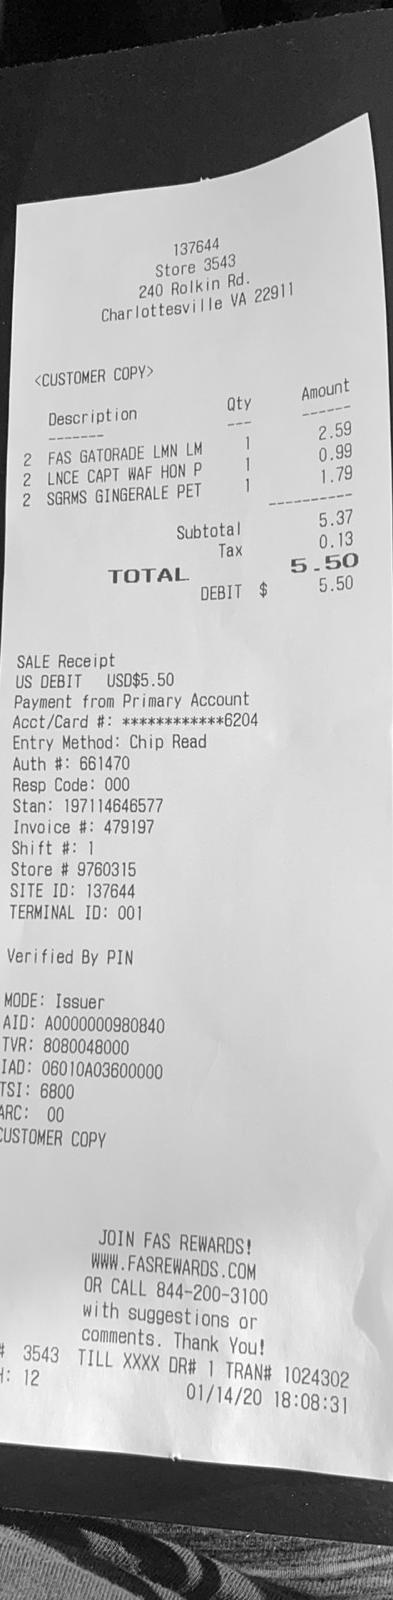 137644
Store 3543
240 Rolkin Rd.
Charlottesville VA 22911
<CUSTOMER COPY>
Description Qty Amount
------- --- ------
2 FAS GATORADE LMN LM 1 2.59
2 LNCE CAPT WAF HON P 1 0.99
2 SGRMS GINGERALE PET 1 1.79
----------
Subtotal 5.37
Tax 0.13
TOTAL 5.50
DEBIT $ 5.50
SALE Receipt
US DEBIT USD$5.50
Payment from Primary Account
Acct/Card #: ************6204
Entry Method: Chip Read
Auth #: 661470
Resp Code: 000
Stan: 197114646577
Invoice #: 479197
Shift #: 1
Store # 9760315
SITE ID: 137644
TERMINAL ID: 001
Verified By PIN
MODE: Issuer
AID: A0000000980840
TVR: 8080048000
IAD: 06010A03600000
TSI: 6800
ARC: 00
CUSTOMER COPY
JOIN FAS REWARDS!
WWW.FASREWARDS.COM
OR CALL 844-200-3100
with suggestions or
comments. Thank You!
# 3543 TILL XXXX DR# 1 TRAN# 1024302
: 12 01/14/20 18:08:31